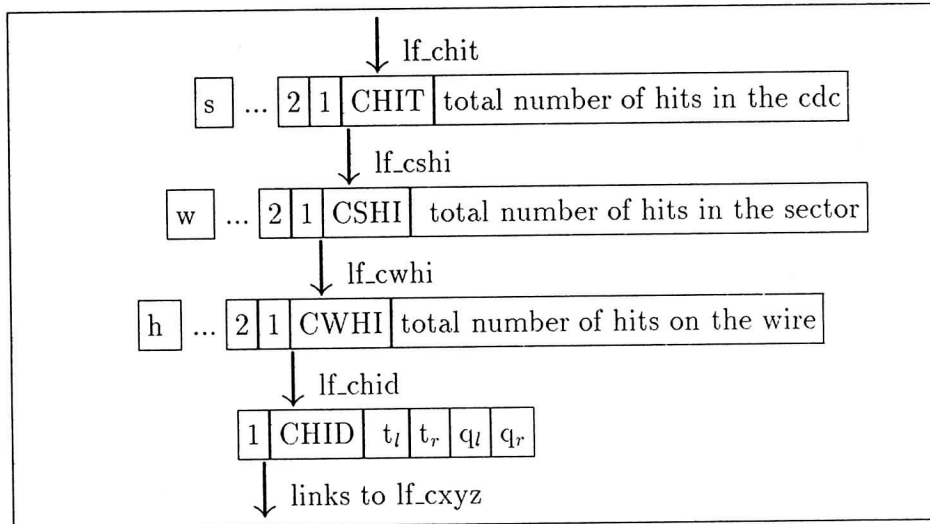 lf_chit
s ... 2 1 CHIT total number of hits in the cdc
lf_cshi
w ... 2 1 CSHI total number of hits in the sector
lf_cwhi
h ... 2 1 CWHI total number of hits on the wire
lf_chid
1 CHID t_l t_r q_l q_r
links to lf_cxyz